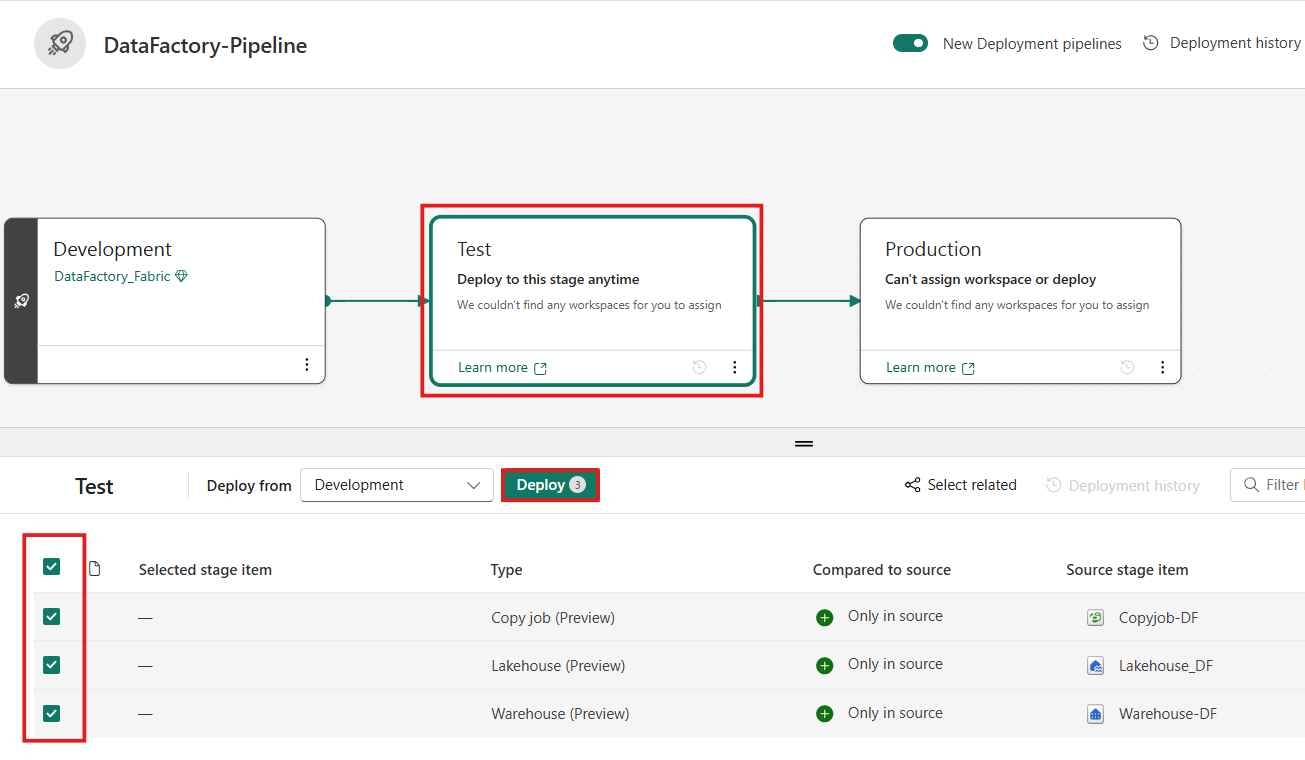 DataFactory-Pipeline
New Deployment pipelines
Deployment history
Development
DataFactory_Fabric
Test
Deploy to this stage anytime
We couldn't find any workspaces for you to assign
Learn more
Production
Can't assign workspace or deploy
We couldn't find any workspaces for you to assign
Learn more
Test
Deploy from
Development
Deploy 3
Select related
Deployment history
Filter
Selected stage item Type Compared to source Source stage item
— Copy job (Preview) Only in source Copyjob-DF
— Lakehouse (Preview) Only in source Lakehouse_DF
— Warehouse (Preview) Only in source Warehouse-DF